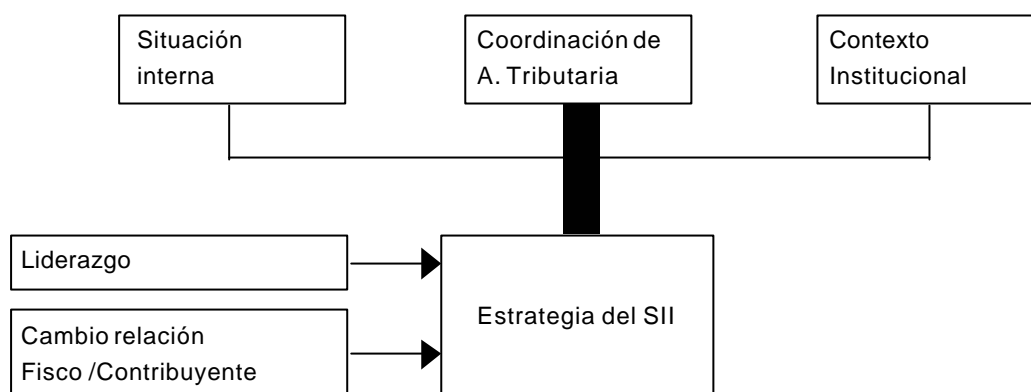 Situación
interna
Coordinación de
A. Tributaria
Contexto
Institucional
Liderazgo
Estrategia del SII
Cambio relación
Fisco /Contribuyente